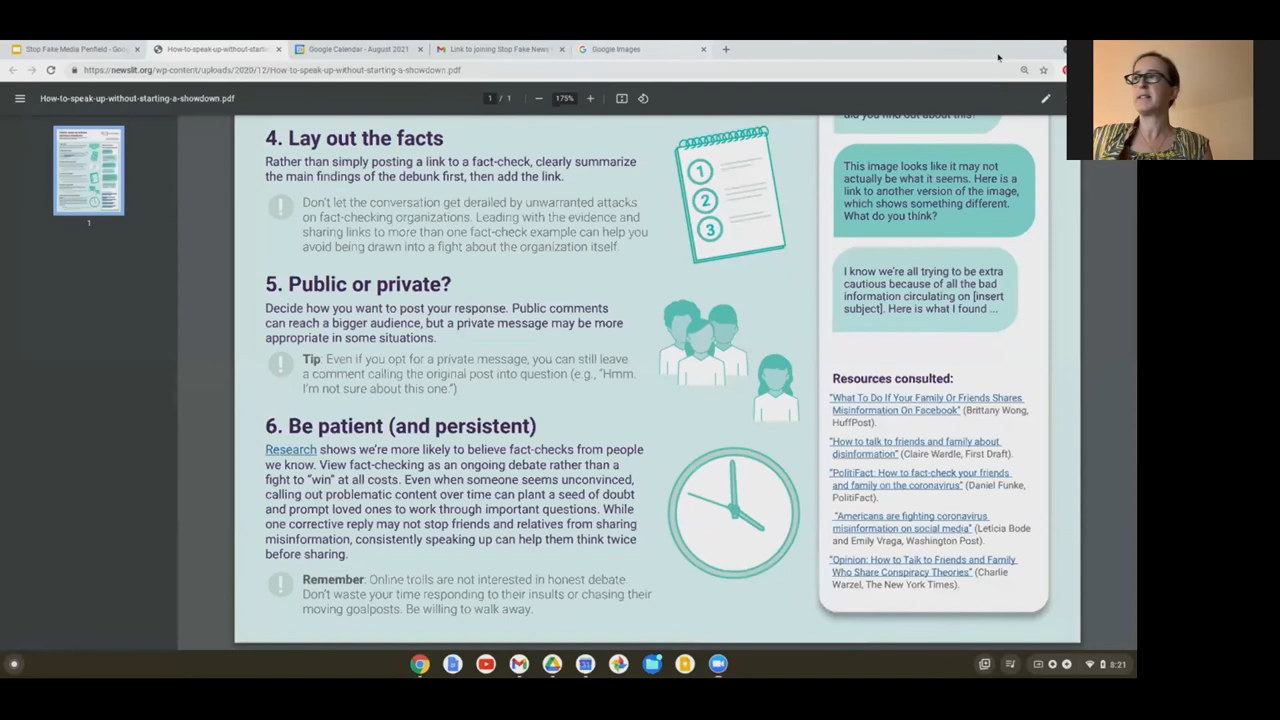 Stop Fake Media Penfield - Goog
How-to-speak-up-without-startin
Google Calendar - August 2021
Link to joining Stop Fake News
Google Images
https://newslit.org/wp-content/uploads/2020/12/How-to-speak-up-without-starting-a-showdown.pdf
How-to-speak-up-without-starting-a-showdown.pdf
1 / 1
175%
1
4. Lay out the facts
Rather than simply posting a link to a fact-check, clearly summarize
the main findings of the debunk first, then add the link.
Don't let the conversation get derailed by unwarranted attacks
on fact-checking organizations. Leading with the evidence and
sharing links to more than one fact-check example can help you
avoid being drawn into a fight about the organization itself.
1
2
3
5. Public or private?
Decide how you want to post your response. Public comments
can reach a bigger audience, but a private message may be more
appropriate in some situations.
Tip: Even if you opt for a private message, you can still leave
a comment calling the original post into question (e.g., "Hmm.
I'm not sure about this one.")
6. Be patient (and persistent)
Research shows we're more likely to believe fact-checks from people
we know. View fact-checking as an ongoing debate rather than a
fight to "win" at all costs. Even when someone seems unconvinced,
calling out problematic content over time can plant a seed of doubt
and prompt loved ones to work through important questions. While
one corrective reply may not stop friends and relatives from sharing
misinformation, consistently speaking up can help them think twice
before sharing.
Remember: Online trolls are not interested in honest debate.
Don't waste your time responding to their insults or chasing their
moving goalposts. Be willing to walk away.
did you find out about this?
This image looks like it may not
actually be what it seems. Here is a
link to another version of the image,
which shows something different.
What do you think?
I know we're all trying to be extra
cautious because of all the bad
information circulating on [insert
subject]. Here is what I found ...
Resources consulted:
"What To Do If Your Family Or Friends Shares
Misinformation On Facebook" (Brittany Wong,
HuffPost).
"How to talk to friends and family about
disinformation" (Claire Wardle, First Draft).
"PolitiFact: How to fact-check your friends
and family on the coronavirus" (Daniel Funke,
PolitiFact).
"Americans are fighting coronavirus
misinformation on social media" (Leticia Bode
and Emily Vraga, Washington Post).
"Opinion: How to Talk to Friends and Family
Who Share Conspiracy Theories" (Charlie
Warzel, The New York Times).
8:21